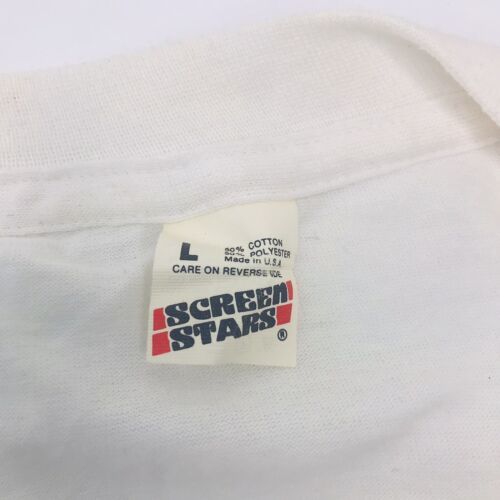 L
50% COTTON
50% POLYESTER
Made in U.S.A.
CARE ON REVERSE SIDE
SCREEN
STARS ®